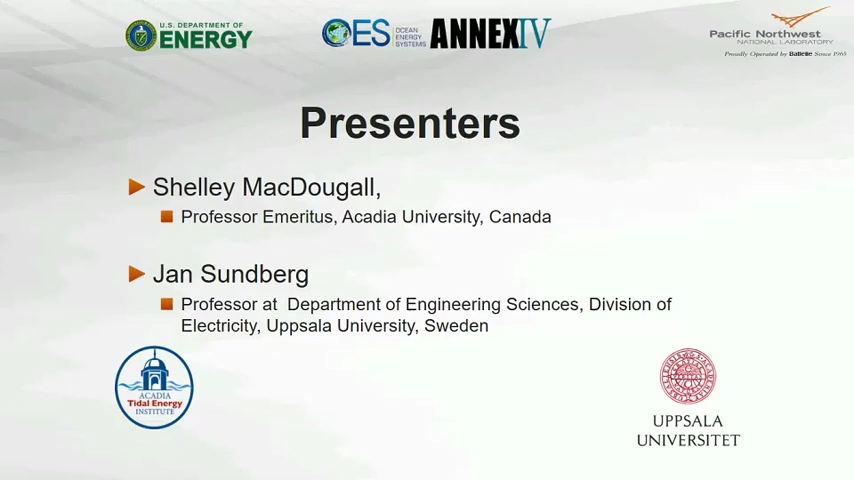 U.S. DEPARTMENT OF
ENERGY
OES OCEAN ENERGY SYSTEMS
ANNEX IV
Pacific Northwest
NATIONAL LABORATORY
Proudly Operated by Battelle Since 1965
Presenters
Shelley MacDougall,
Professor Emeritus, Acadia University, Canada
Jan Sundberg
Professor at Department of Engineering Sciences, Division of
Electricity, Uppsala University, Sweden
ACADIA
Tidal Energy
INSTITUTE
UPPSALA
UNIVERSITET